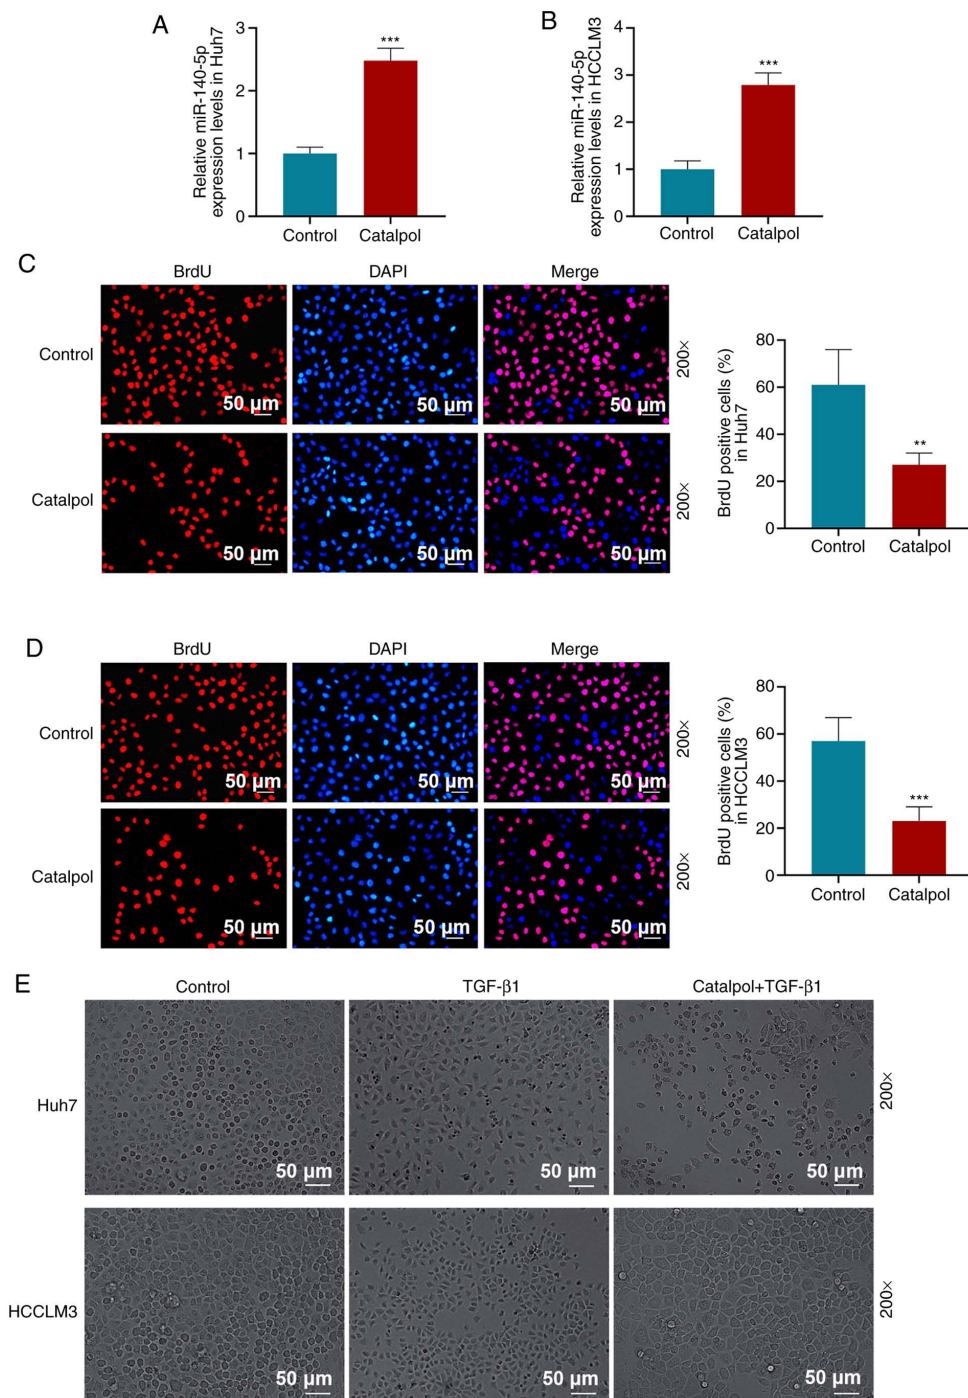 A
Relative miR-140-5p
expression levels in Huh7
3
2
1
0
***
Control
Catalpol
B
Relative miR-140-5p
expression levels in HCCLM3
4
3
2
1
0
***
Control
Catalpol
C
BrdU
DAPI
Merge
Control
50 µm
50 µm
50 µm
200×
Catalpol
50 µm
50 µm
50 µm
200×
BrdU positive cells (%)
in Huh7
80
60
40
20
0
**
Control
Catalpol
D
BrdU
DAPI
Merge
Control
50 µm
50 µm
50 µm
200×
Catalpol
50 µm
50 µm
50 µm
200×
BrdU positive cells (%)
in HCCLM3
80
60
40
20
0
***
Control
Catalpol
E
Control
TGF-β1
Catalpol+TGF-β1
Huh7
50 µm
50 µm
50 µm
200×
HCCLM3
50 µm
50 µm
50 µm
200×